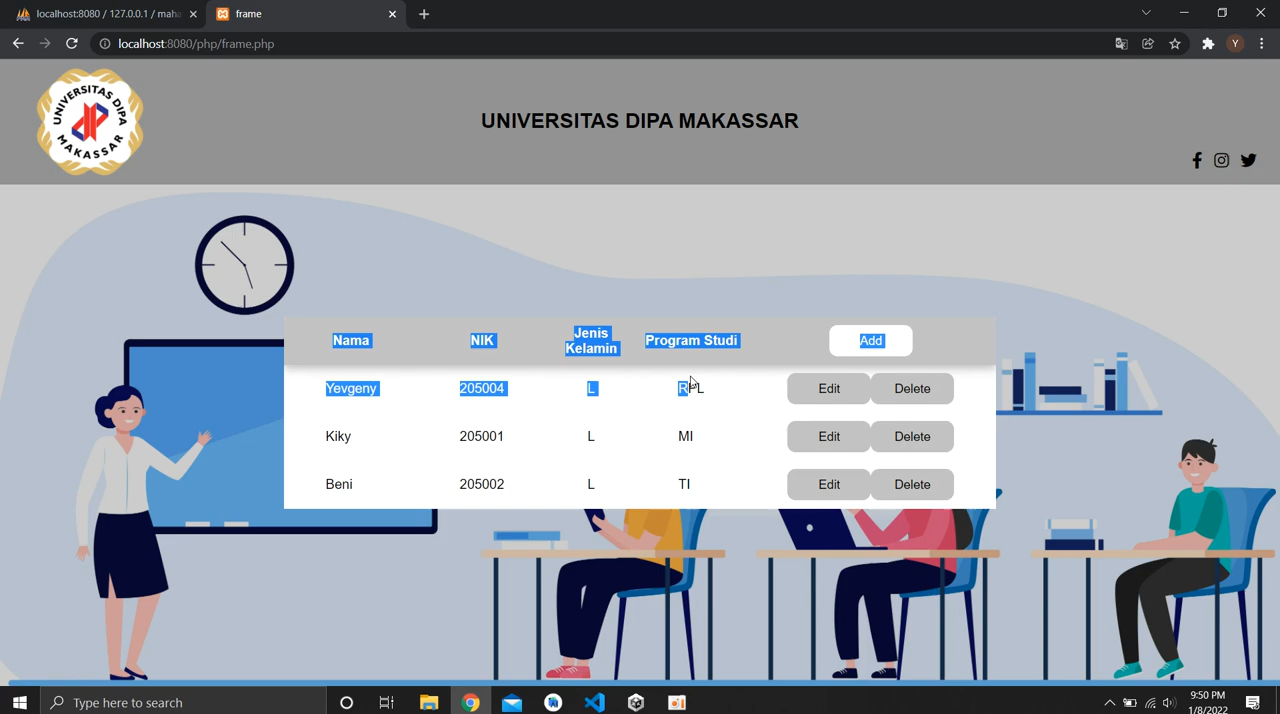 localhost:8080 / 127.0.0.1 / maha
frame
localhost:8080/php/frame.php
Y
UNIVERSITAS DIPA
MAKASSAR
UNIVERSITAS DIPA MAKASSAR
Nama NIK Jenis Kelamin Program Studi Add
Yevgeny 205004 L RPL Edit Delete
Kiky 205001 L MI Edit Delete
Beni 205002 L TI Edit Delete
Type here to search
9:50 PM
1/8/2022